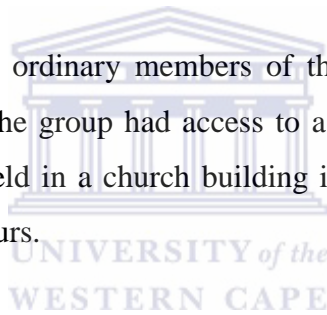 ordinary members of th
he group had access to a
eld in a church building i
urs.
UNIVERSITY of the
WESTERN CAPE